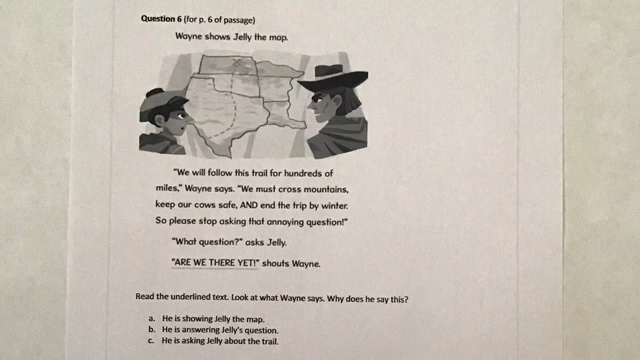 Question 6 (for p. 6 of passage)
Wayne shows Jelly the map.
"We will follow this trail for hundreds of
miles," Wayne says. "We must cross mountains,
keep our cows safe, AND end the trip by winter.
So please stop asking that annoying question!"
"What question?" asks Jelly.
"ARE WE THERE YET!" shouts Wayne.
Read the underlined text. Look at what Wayne says. Why does he say this?
a. He is showing Jelly the map.
b. He is answering Jelly's question.
c. He is asking Jelly about the trail.